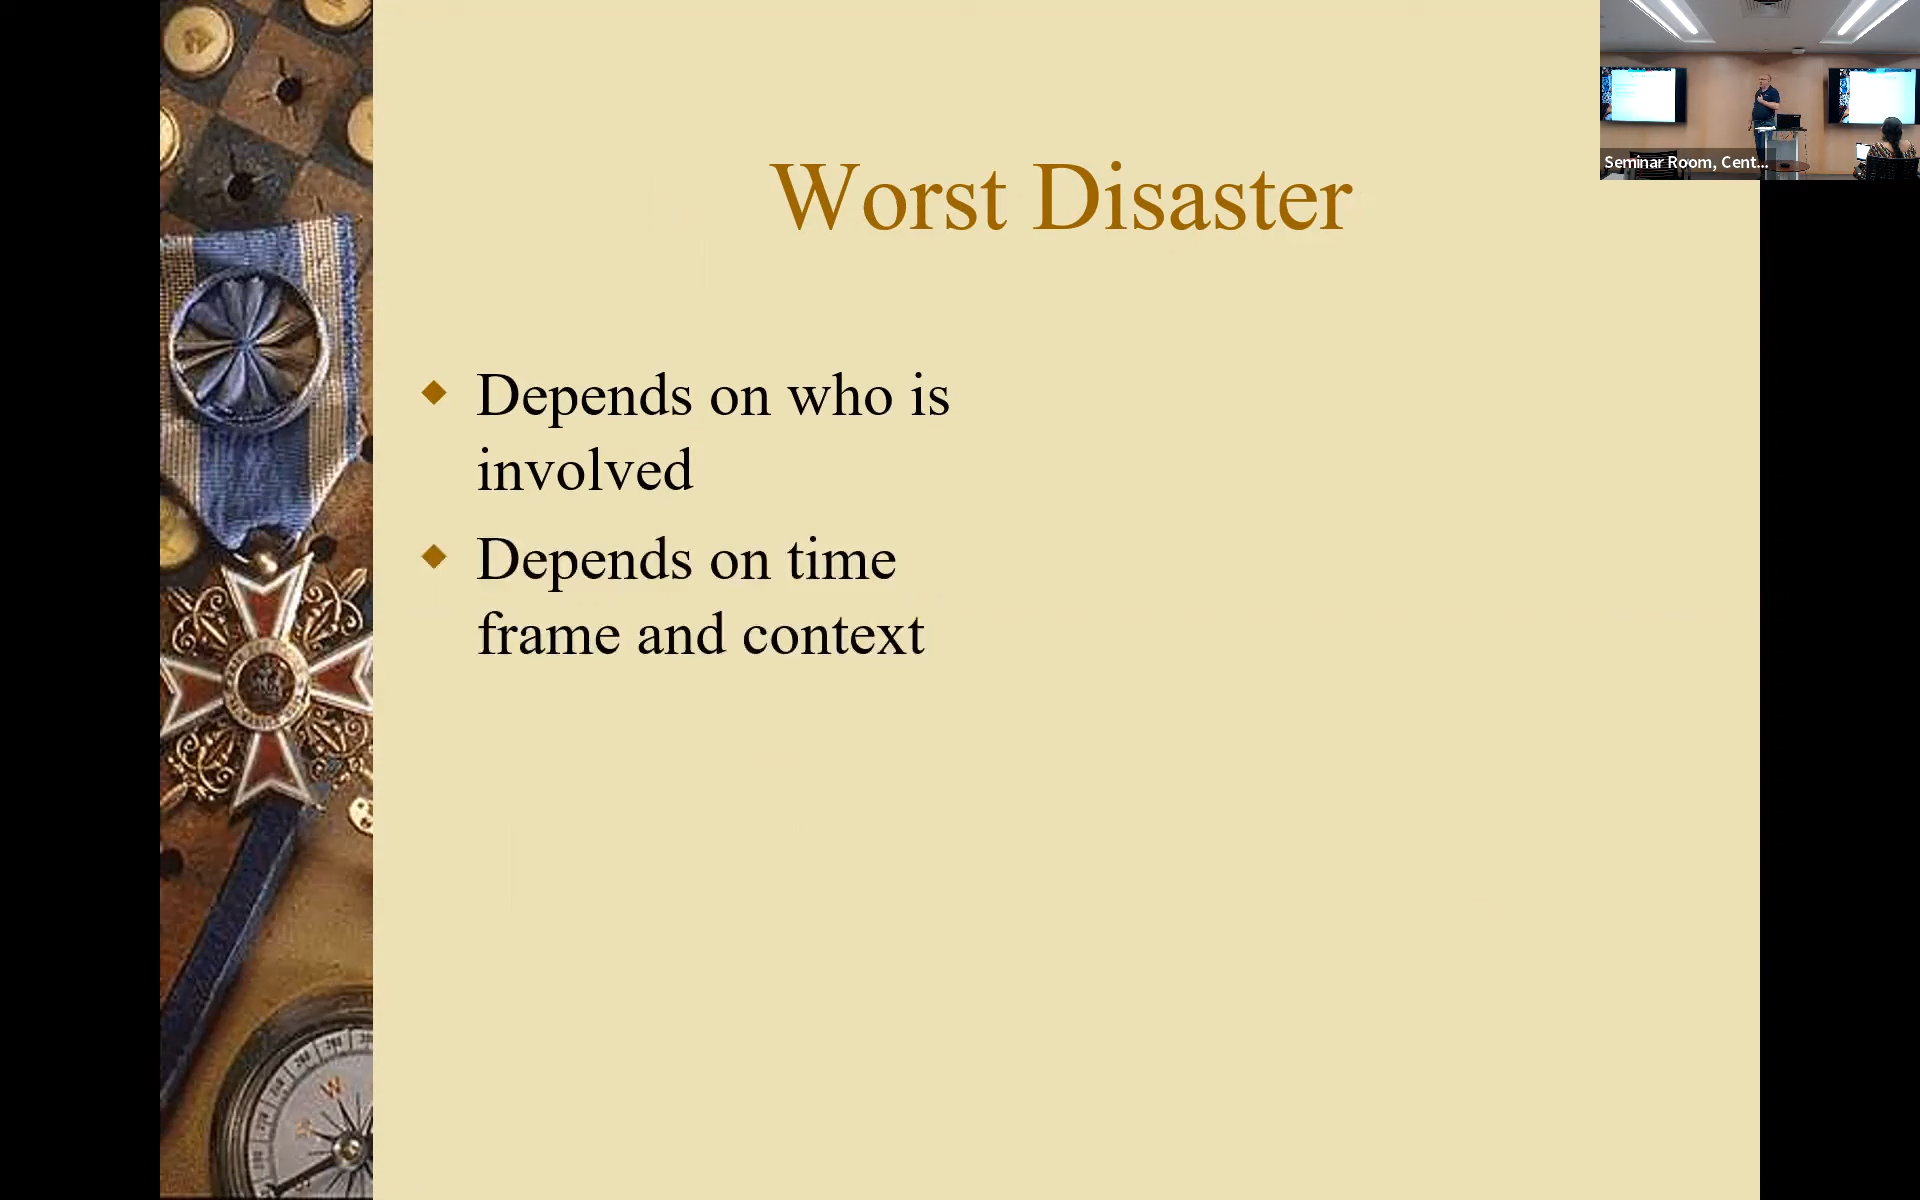 Worst Disaster
Depends on who is
involved
Depends on time
frame and context
Seminar Room, Cent...
W